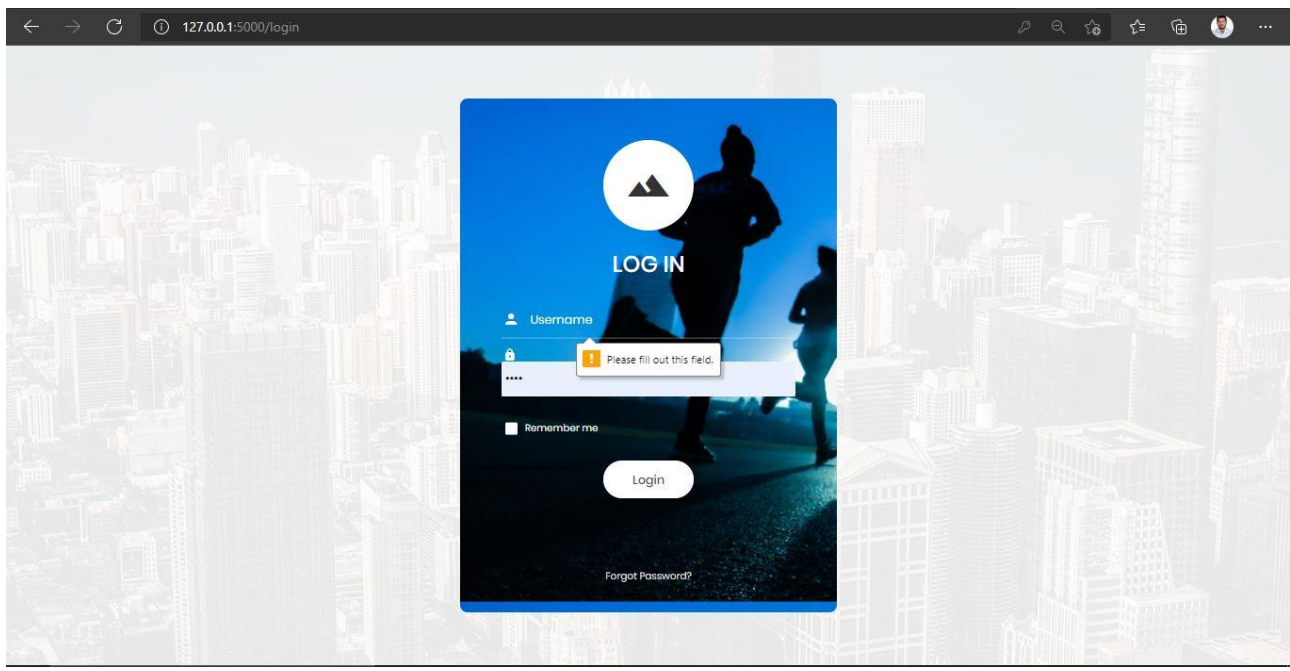 127.0.0.1:5000/login
LOG IN
Username
Please fill out this field.
••••
Remember me
Login
Forgot Password?